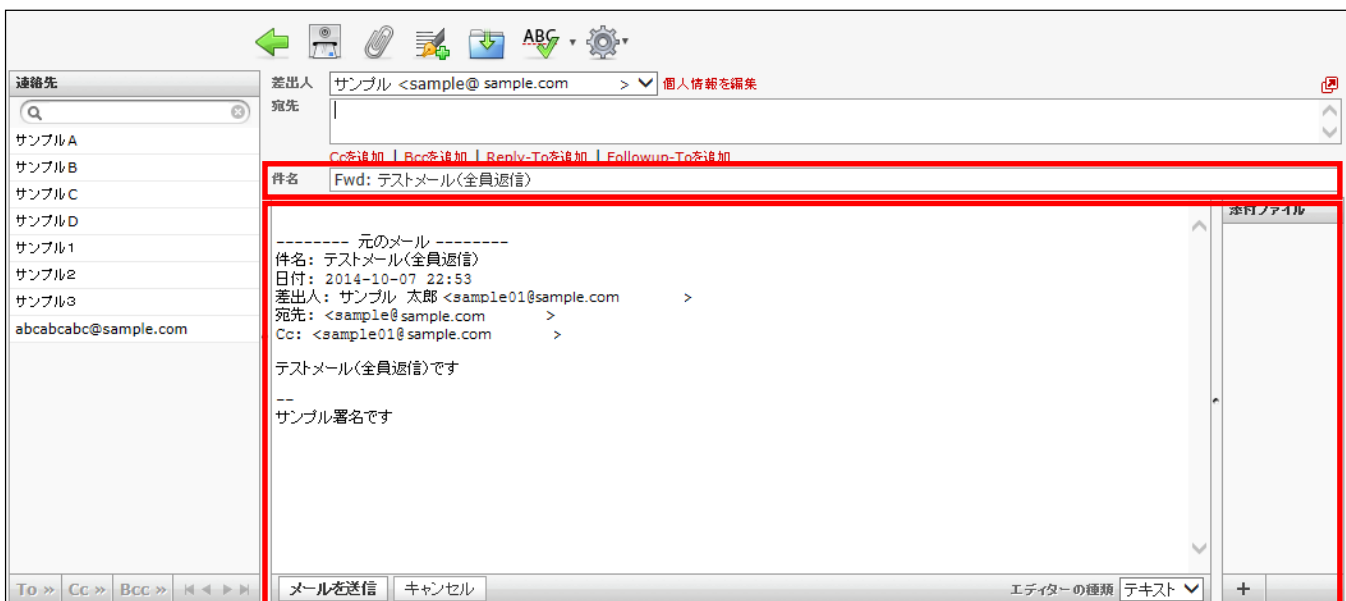 ABC
連絡先
サンプルA
サンプルB
サンプルC
サンプルD
サンプル1
サンプル2
サンプル3
abcabcabc@sample.com
To » Cc » Bcc »
差出人 サンプル <sample@ sample.com > 個人情報を編集
宛先
Ccを追加 | Bccを追加 | Reply-Toを追加 | Followup-Toを追加
件名 Fwd: テストメール(全員返信)
-------- 元のメール --------
件名: テストメール(全員返信)
日付: 2014-10-07 22:53
差出人: サンプル 太郎 <sample01@sample.com >
宛先: <sample@sample.com >
Cc: <sample01@sample.com >
テストメール(全員返信)です
--
サンプル署名です
添付ファイル
メールを送信 キャンセル エディターの種類 テキスト +